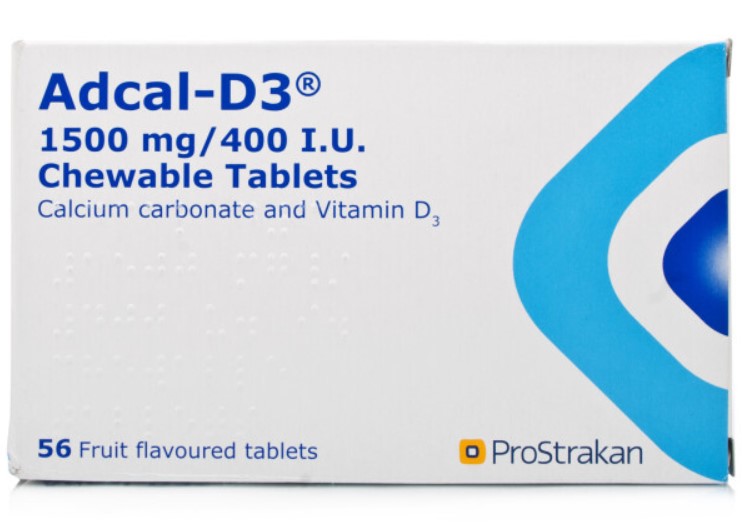 Adcal-D3®
1500 mg/400 I.U.
Chewable Tablets
Calcium carbonate and Vitamin D₃
56 Fruit flavoured tablets
ProStrakan